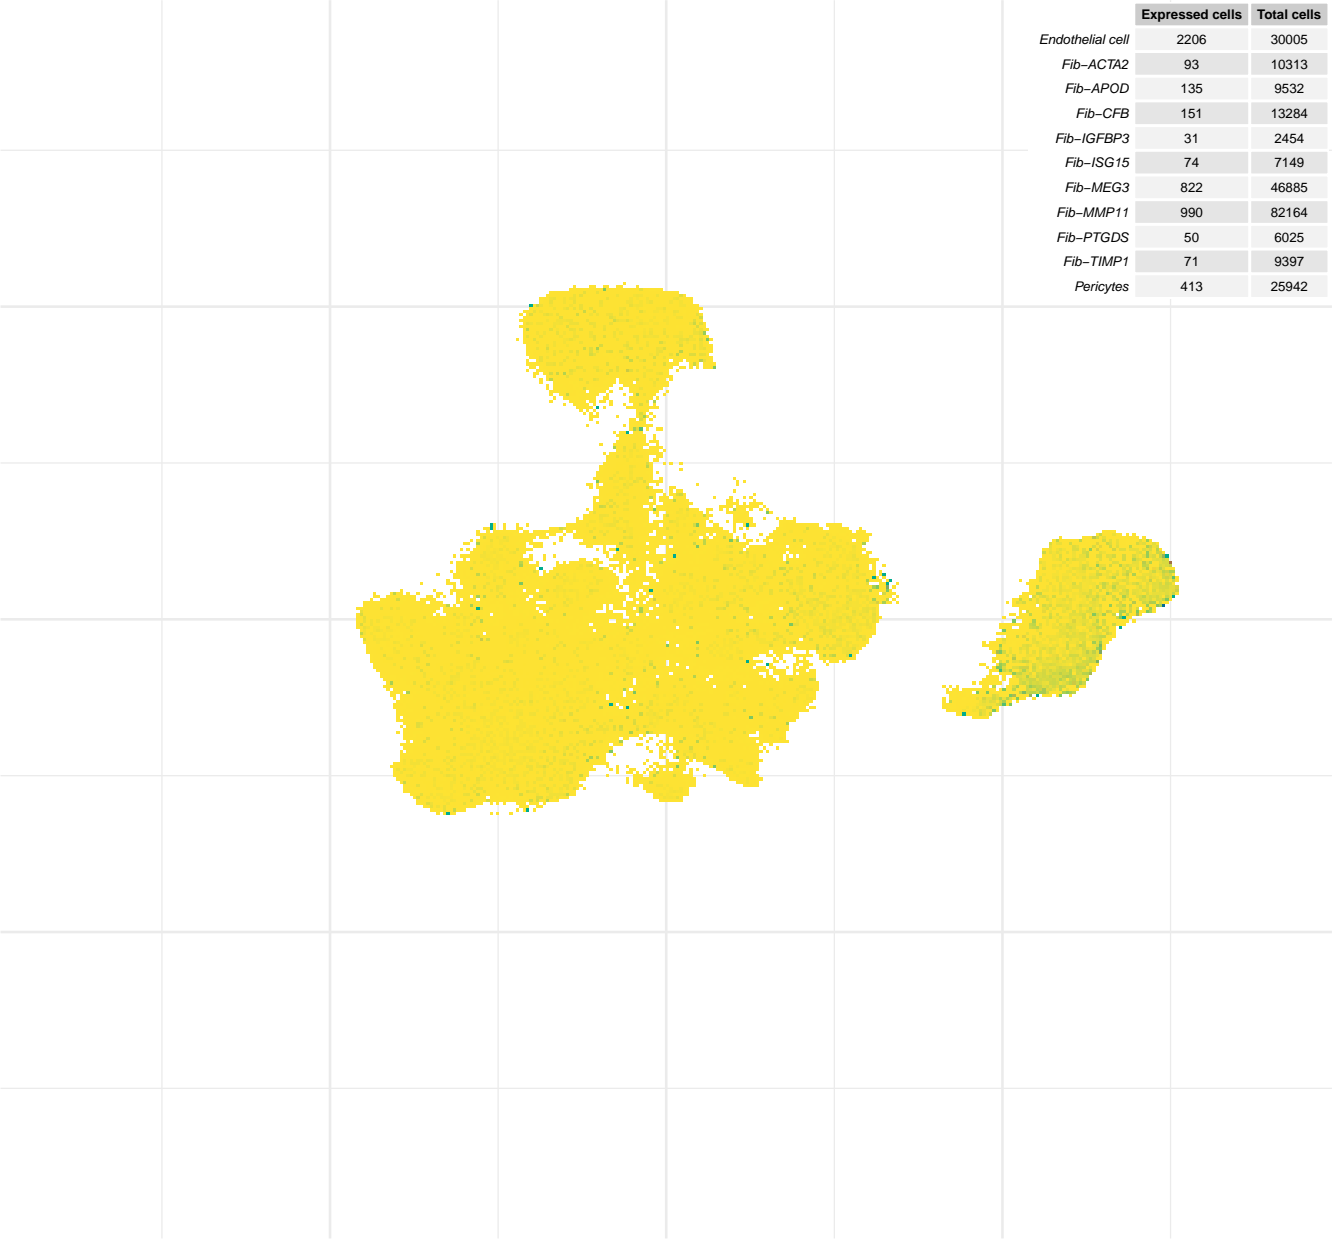 Expressed cells Total cells
Endothelial cell 2206 30005
Fib−ACTA2 93 10313
Fib−APOD 135 9532
Fib−CFB 151 13284
Fib−IGFBP3 31 2454
Fib−ISG15 74 7149
Fib−MEG3 822 46885
Fib−MMP11 990 82164
Fib−PTGDS 50 6025
Fib−TIMP1 71 9397
Pericytes 413 25942